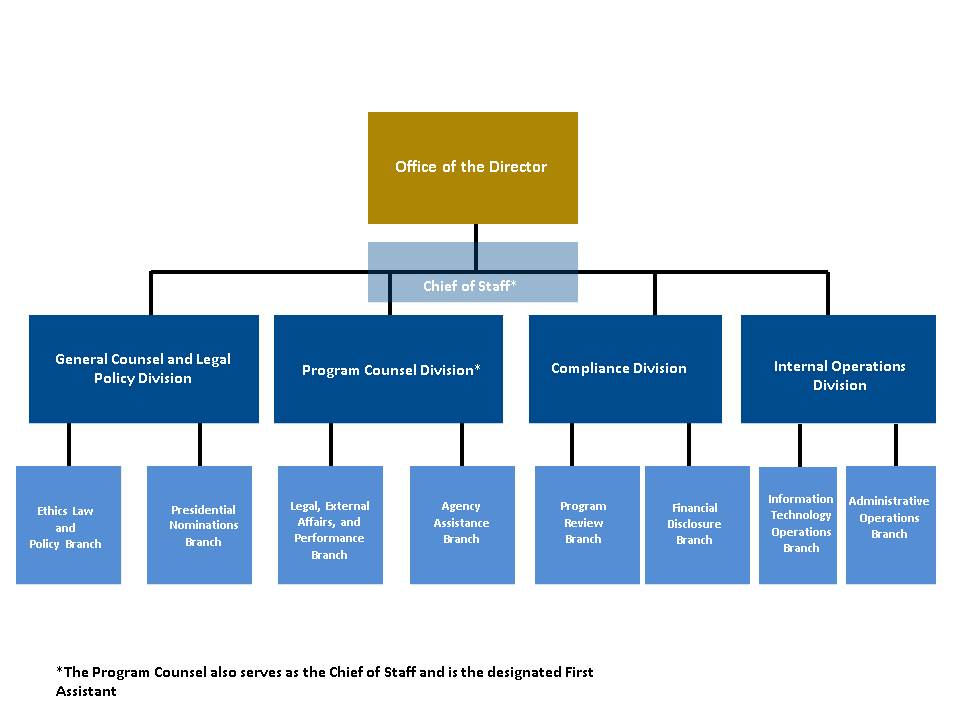 Office of the Director
Chief of Staff*
General Counsel and Legal
Policy Division
Program Counsel Division*
Compliance Division
Internal Operations
Division
Ethics Law
and
Policy Branch
Presidential
Nominations
Branch
Legal, External
Affairs, and
Performance
Branch
Agency
Assistance
Branch
Program
Review
Branch
Financial
Disclosure
Branch
Information
Technology
Operations
Branch
Administrative
Operations
Branch
*The Program Counsel also serves as the Chief of Staff and is the designated First
Assistant